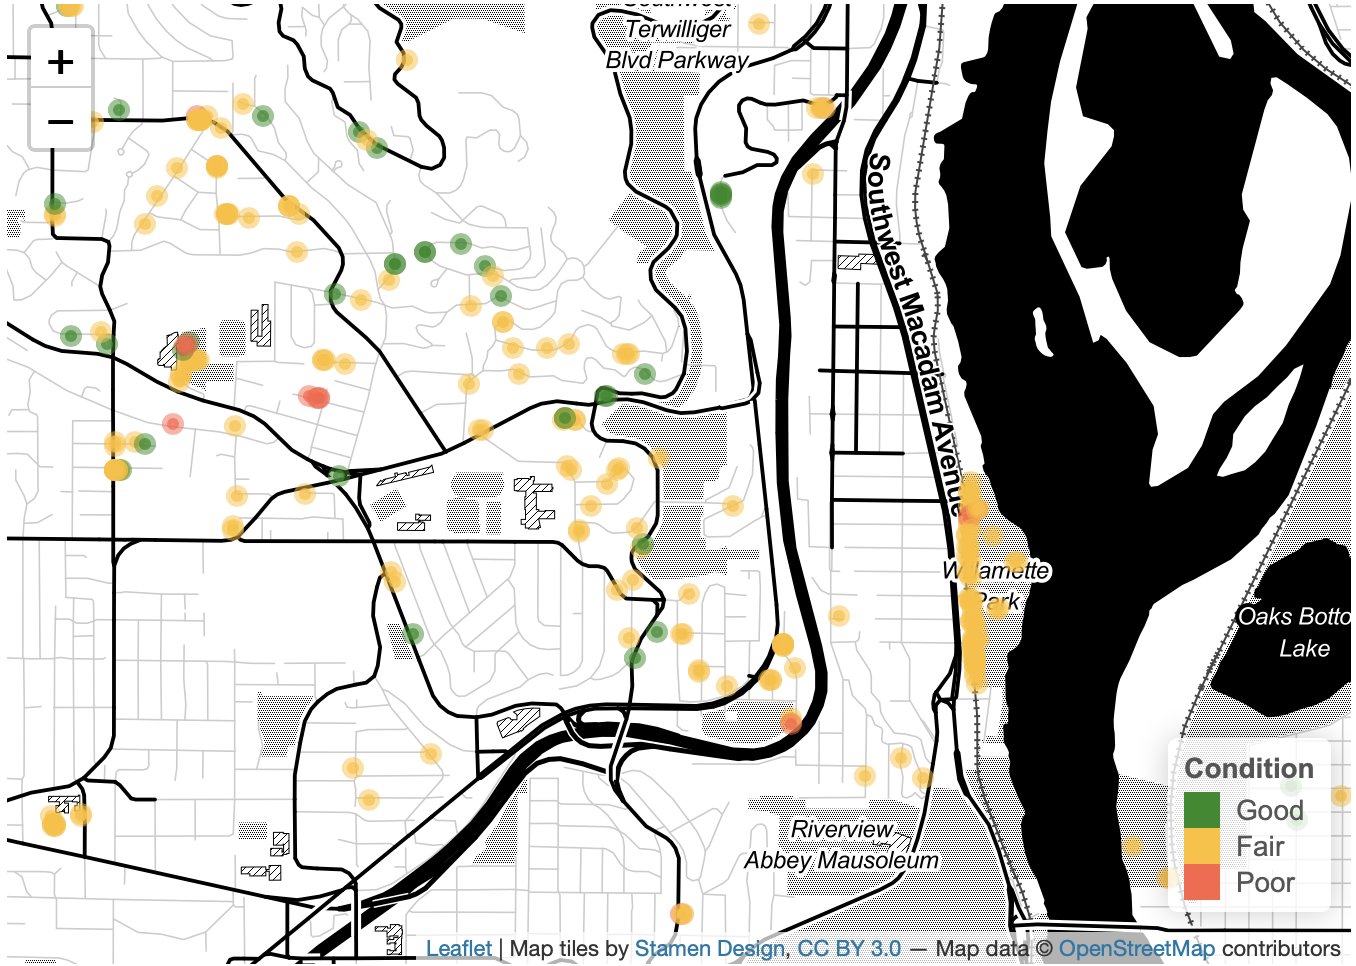 Southwest
Terwilliger
Blvd Parkway
+
−
Southwest Macadam Avenue
Willamette
Park
Oaks Botto
Lake
Riverview
Abbey Mausoleum
Condition
Good
Fair
Poor
Leaflet | Map tiles by Stamen Design, CC BY 3.0 — Map data © OpenStreetMap contributors